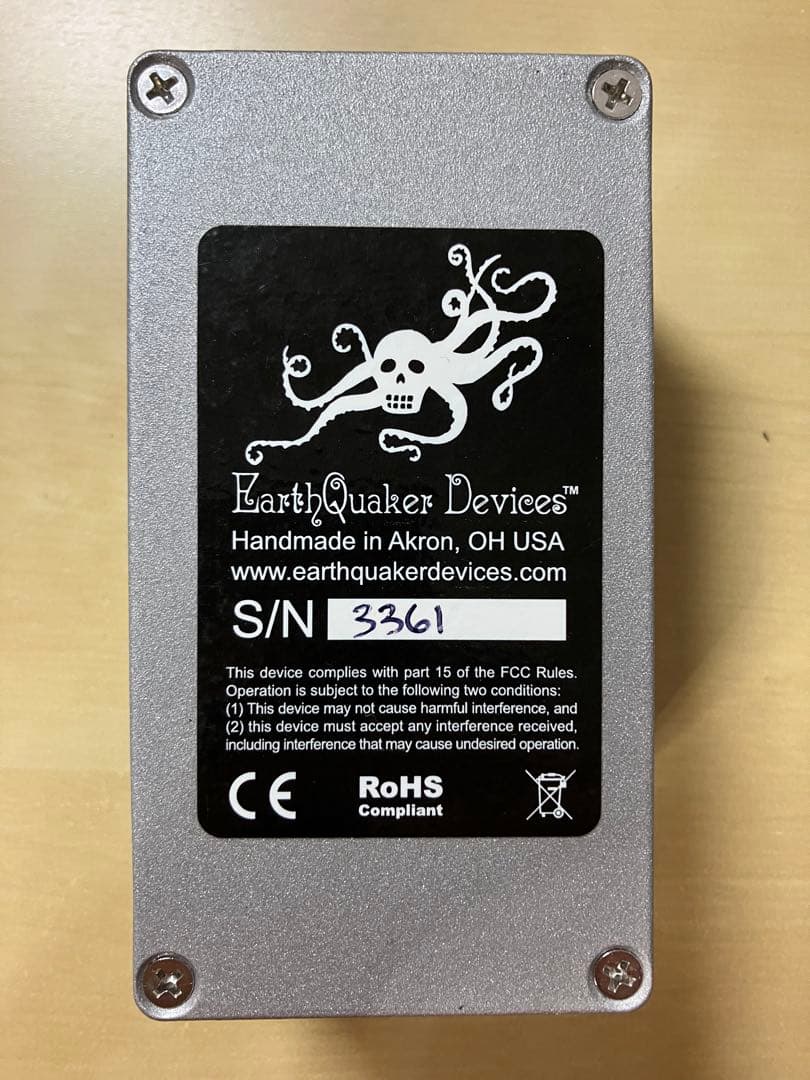 EarthQuaker Devices™
Handmade in Akron, OH USA
www.earthquakerdevices.com
S/N 3361
This device complies with part 15 of the FCC Rules.
Operation is subject to the following two conditions:
(1) This device may not cause harmful interference, and
(2) this device must accept any interference received,
including interference that may cause undesired operation.
CE RoHS
Compliant